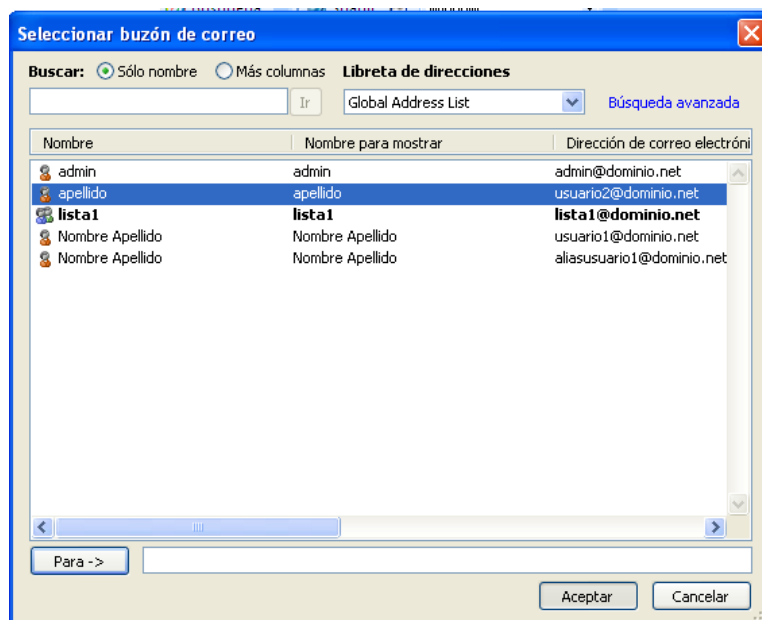 Seleccionar buzón de correo
Buscar: Sólo nombre Más columnas Libreta de direcciones
Ir Global Address List Búsqueda avanzada
Nombre Nombre para mostrar Dirección de correo electróni
admin admin admin@dominio.net
apellido apellido usuario2@dominio.net
lista1 lista1 lista1@dominio.net
Nombre Apellido Nombre Apellido usuario1@dominio.net
Nombre Apellido Nombre Apellido aliasusuario1@dominio.net
Para ->
Aceptar Cancelar